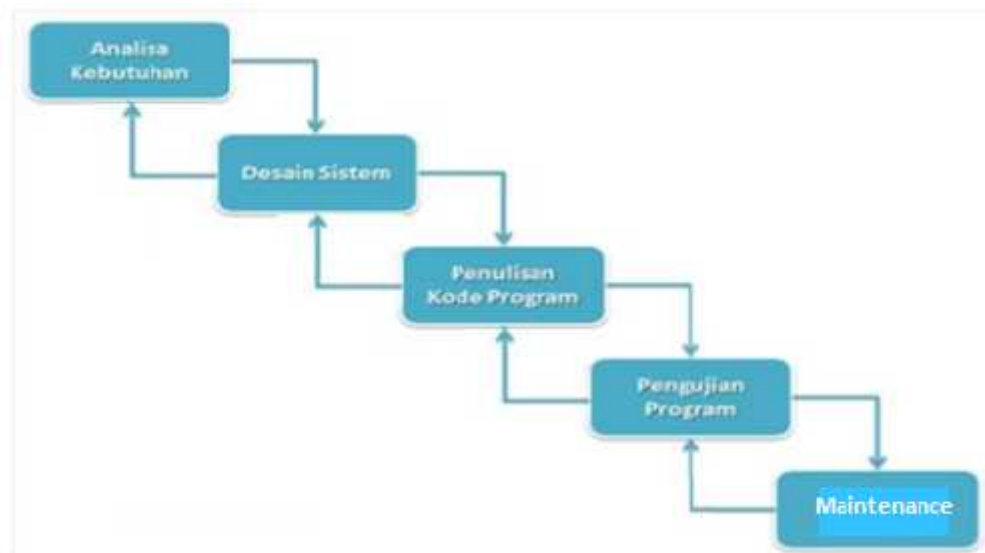 Analisa
Kebutuhan
Desain Sistem
Penulisan
Kode Program
Pengujian
Program
Maintenance